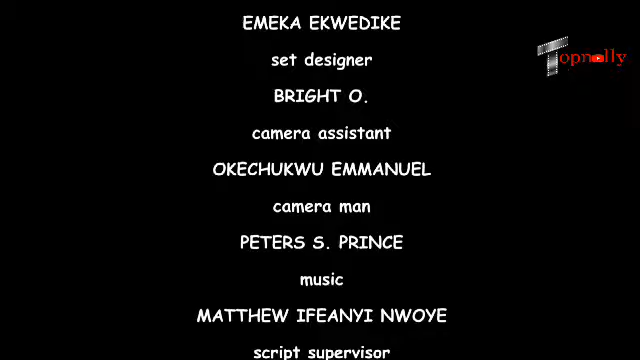 EMEKA EKWEDIKE
Topnolly
set designer
BRIGHT O.
camera assistant
OKECHUKWU EMMANUEL
camera man
PETERS S. PRINCE
music
MATTHEW IFEANYI NWOYE
script supervisor